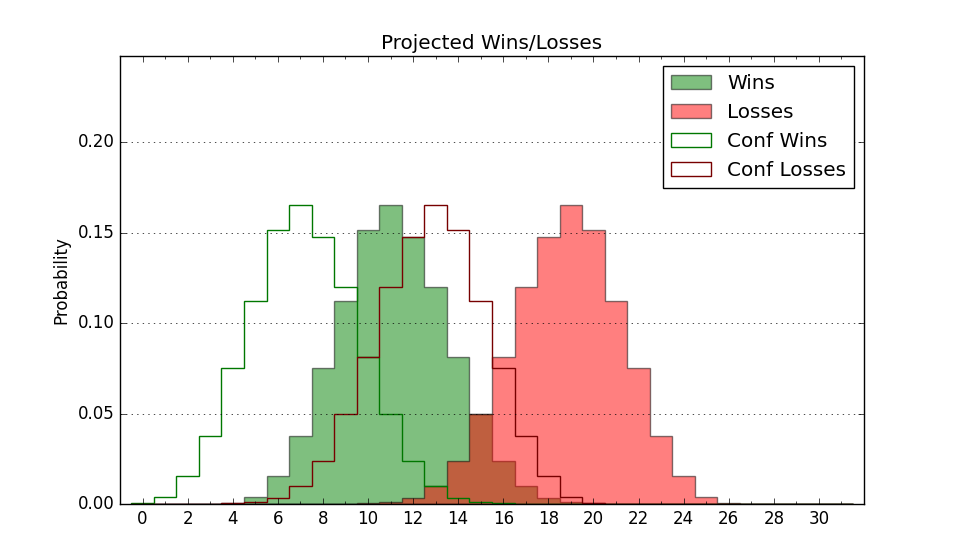 Projected Wins/Losses
Wins
Losses
Conf Wins
Conf Losses
Probability
0.20
0.15
0.10
0.05
0.00
0 2 4 6 8 10 12 14 16 18 20 22 24 26 28 30